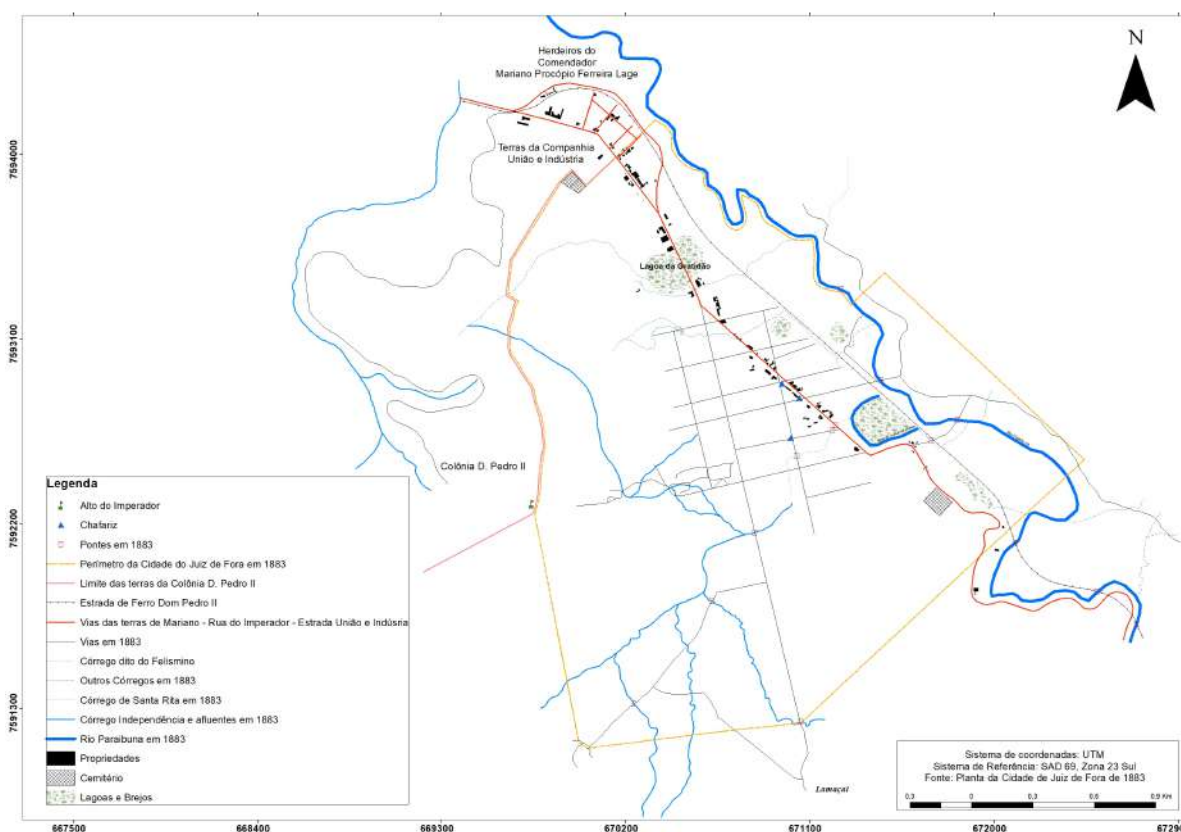 Herdeiros do
Comendador
Mariano Procópio Ferreira Lage
N
Terras da Companhia
União e Indústria
Lagoa da Gratidão
Colônia D. Pedro II
Lamaçal
7594000
7593100
7592200
7591300
Legenda
Alto do Imperador
Chafariz
Pontes em 1883
Perímetro da Cidade do Juiz de Fora em 1883
Limite das terras da Colônia D. Pedro II
Estrada de Ferro Dom Pedro II
Vias das terras de Mariano - Rua do Imperador - Estrada União e Indúsria
Vias em 1883
Córrego dito do Felismino
Outros Córregos em 1883
Córrego de Santa Rita em 1883
Córrego Independência e afluentes em 1883
Rio Paraibuna em 1883
Propriedades
Cemitério
Lagoas e Brejos
Sistema de coordenadas: UTM
Sistema de Referência: SAD 69, Zona 23 Sul
Fonte: Planta da Cidade de Juiz de Fora de 1883
0.3 0 0.3 0.6 0.9 Km
667500 668400 669300 670200 671100 672000 67290